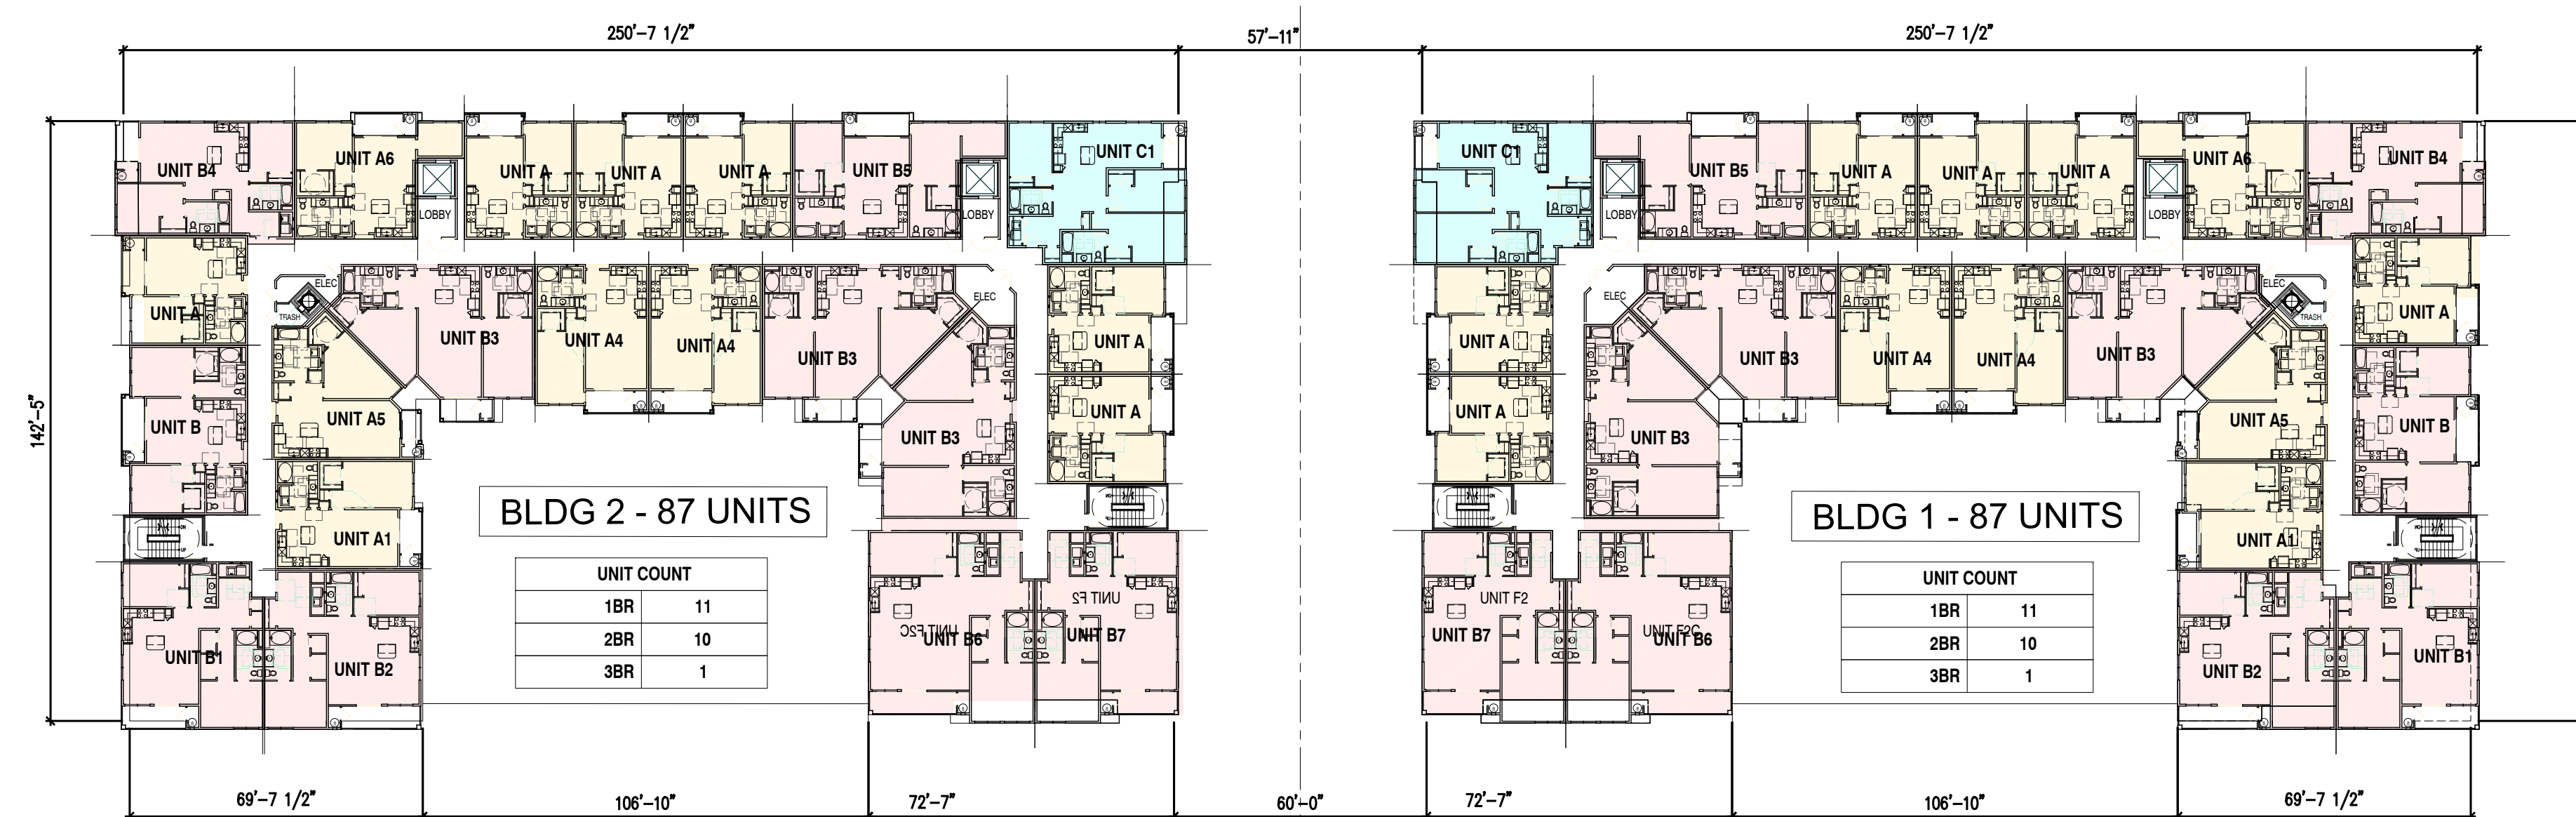 250'-7 1/2"
57'-11"
250'-7 1/2"
142'-5"
UNIT B4
UNIT A6
UNIT A
UNIT A
UNIT A
UNIT B5
UNIT C1
LOBBY
LOBBY
UNIT A
ELEC
TRASH
UNIT B3
UNIT A4
UNIT A4
UNIT B3
ELEC
UNIT A
UNIT B
UNIT A5
UNIT B3
UNIT A
UNIT A1
BLDG 2 - 87 UNITS
UNIT COUNT
1BR 11
2BR 10
3BR 1
UNIT B1
UNIT B2
UNIT F2C
UNIT B6
UNIT F2
UNIT B7
UNIT C1
UNIT B5
UNIT A
UNIT A
UNIT A
UNIT A6
UNIT B4
LOBBY
LOBBY
UNIT A
ELEC
UNIT B3
UNIT A4
UNIT A4
UNIT B3
ELEC
TRASH
UNIT A
UNIT A
UNIT B3
UNIT A5
UNIT B
BLDG 1 - 87 UNITS
UNIT A1
UNIT COUNT
1BR 11
2BR 10
3BR 1
UNIT F2
UNIT B7
UNIT F2C
UNIT B6
UNIT B2
UNIT B1
69'-7 1/2"
106'-10"
72'-7"
60'-0"
72'-7"
106'-10"
69'-7 1/2"